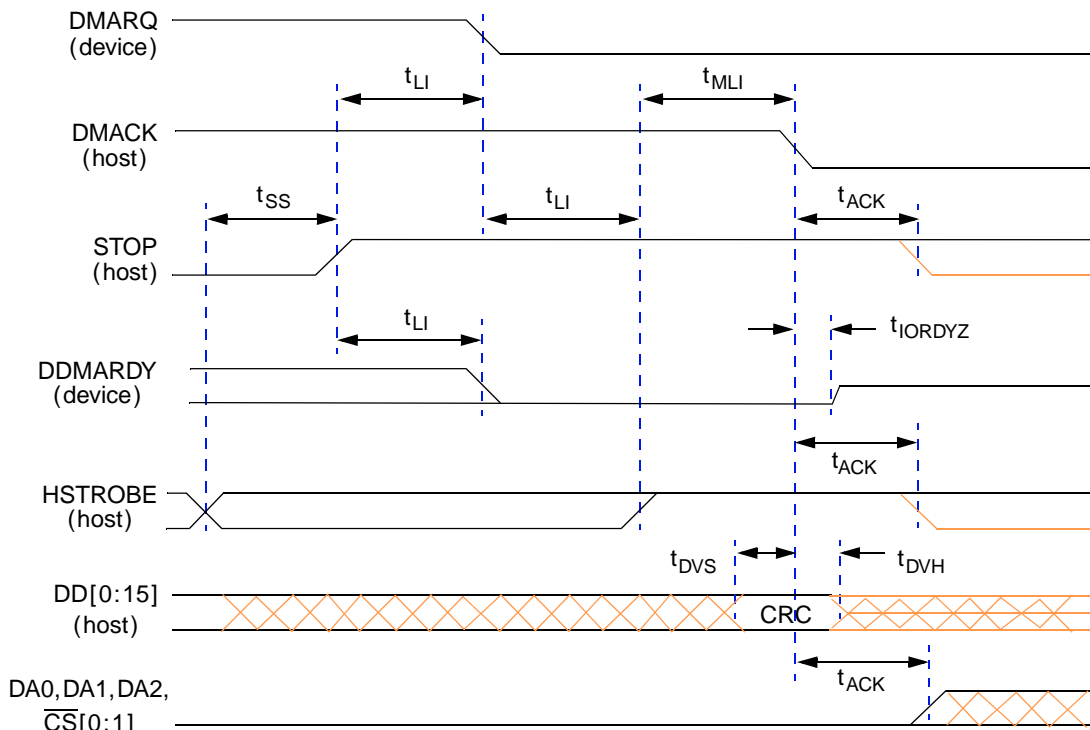 DMARQ
(device)
tLI
tMLI
DMACK
(host)
tSS
tLI
tACK
STOP
(host)
tLI
tIORDYZ
DDMARDY
(device)
tACK
HSTROBE
(host)
tDVS
tDVH
DD[0:15]
(host)
CRC
tACK
DA0,DA1,DA2,
CS[0:1]